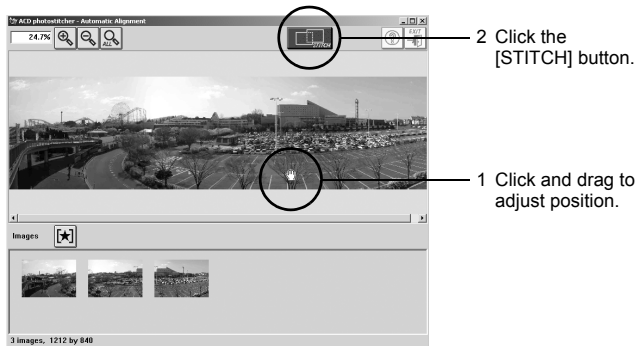 ACD photostitcher - Automatic Alignment
24.7%
ALL
STITCH
EXIT
2 Click the
[STITCH] button.
1 Click and drag to
adjust position.
Images
3 images, 1212 by 840